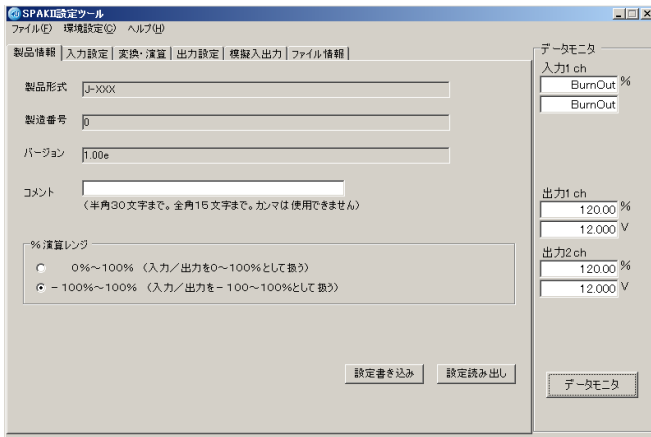 SPAKII設定ツール
ファイル(F) 環境設定(C) ヘルプ(H)
製品情報 入力設定 変換・演算 出力設定 模擬入出力 ファイル情報
製品形式 J-XXX
製造番号 0
バージョン 1.00e
コメント
(半角30文字まで。全角15文字まで。カンマは使用できません)
%演算レンジ
0%～100% (入力／出力を0～100%として扱う)
－100%～100% (入力／出力を－100～100%として扱う)
設定書き込み 設定読み出し
データモニタ
入力1 ch
BurnOut %
BurnOut
出力1 ch
120.00 %
12.000 V
出力2 ch
120.00 %
12.000 V
データモニタ